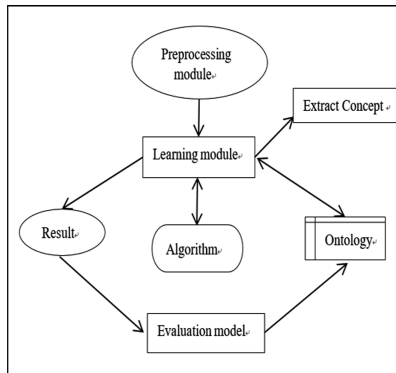 Preprocessing
module
Extract Concept
Learning module
Result
Algorithm
Ontology
Evaluation model